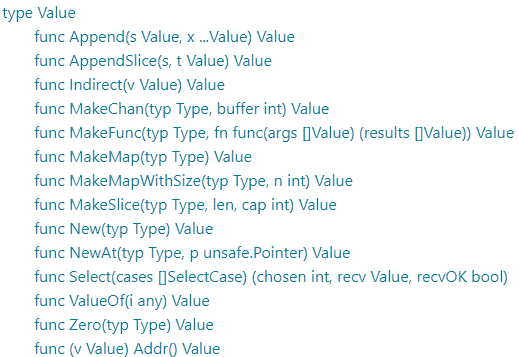 type Value
func Append(s Value, x ...Value) Value
func AppendSlice(s, t Value) Value
func Indirect(v Value) Value
func MakeChan(typ Type, buffer int) Value
func MakeFunc(typ Type, fn func(args []Value) (results []Value)) Value
func MakeMap(typ Type) Value
func MakeMapWithSize(typ Type, n int) Value
func MakeSlice(typ Type, len, cap int) Value
func New(typ Type) Value
func NewAt(typ Type, p unsafe.Pointer) Value
func Select(cases []SelectCase) (chosen int, recv Value, recvOK bool)
func ValueOf(i any) Value
func Zero(typ Type) Value
func (v Value) Addr() Value